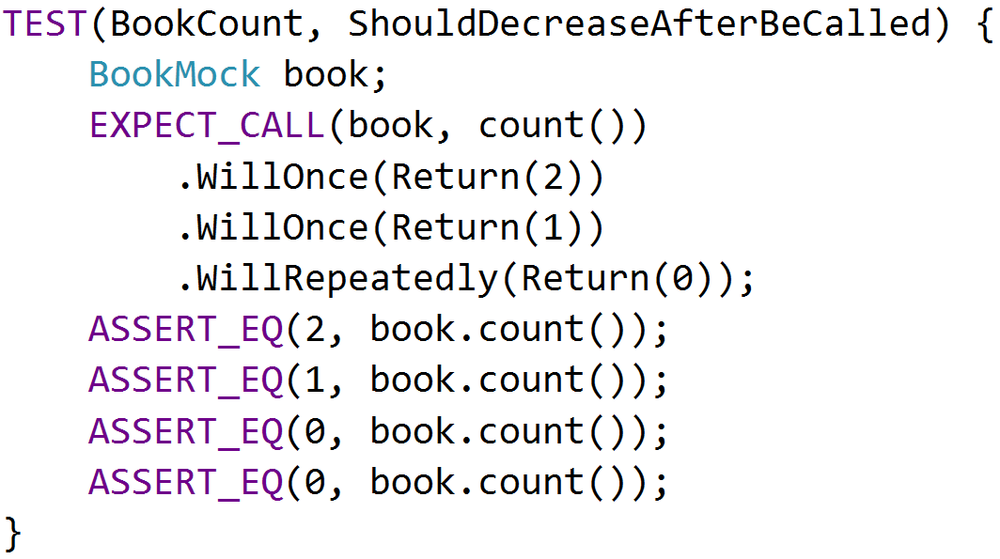 TEST(BookCount, ShouldDecreaseAfterBeCalled) {
    BookMock book;
    EXPECT_CALL(book, count())
        .WillOnce(Return(2))
        .WillOnce(Return(1))
        .WillRepeatedly(Return(0));
    ASSERT_EQ(2, book.count());
    ASSERT_EQ(1, book.count());
    ASSERT_EQ(0, book.count());
    ASSERT_EQ(0, book.count());
}